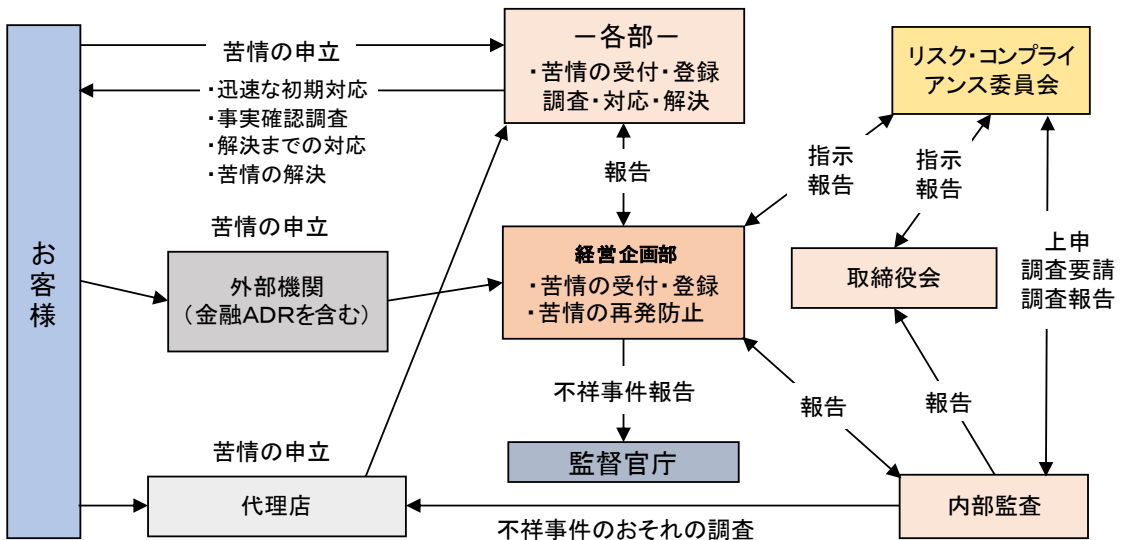 お客様
苦情の申立
・迅速な初期対応
・事実確認調査
・解決までの対応
・苦情の解決
－各部－
・苦情の受付・登録
調査・対応・解決
リスク・コンプライ
アンス委員会
報告
指示
報告
指示
報告
苦情の申立
外部機関
（金融ADRを含む）
経営企画部
・苦情の受付・登録
・苦情の再発防止
取締役会
上申
調査要請
調査報告
不祥事件報告
報告
報告
監督官庁
苦情の申立
代理店
内部監査
不祥事件のおそれの調査